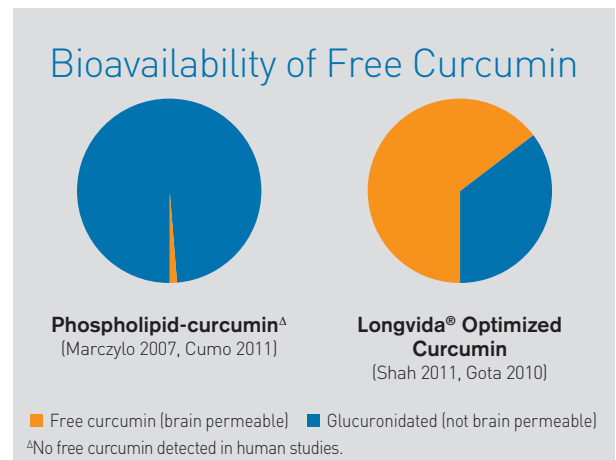 Bioavailability of Free Curcumin
Phospholipid-curcumin^Δ
(Marczylo 2007, Cumo 2011)
Longvida® Optimized
Curcumin
(Shah 2011, Gota 2010)
Free curcumin (brain permeable)
Glucuronidated (not brain permeable)
^ΔNo free curcumin detected in human studies.